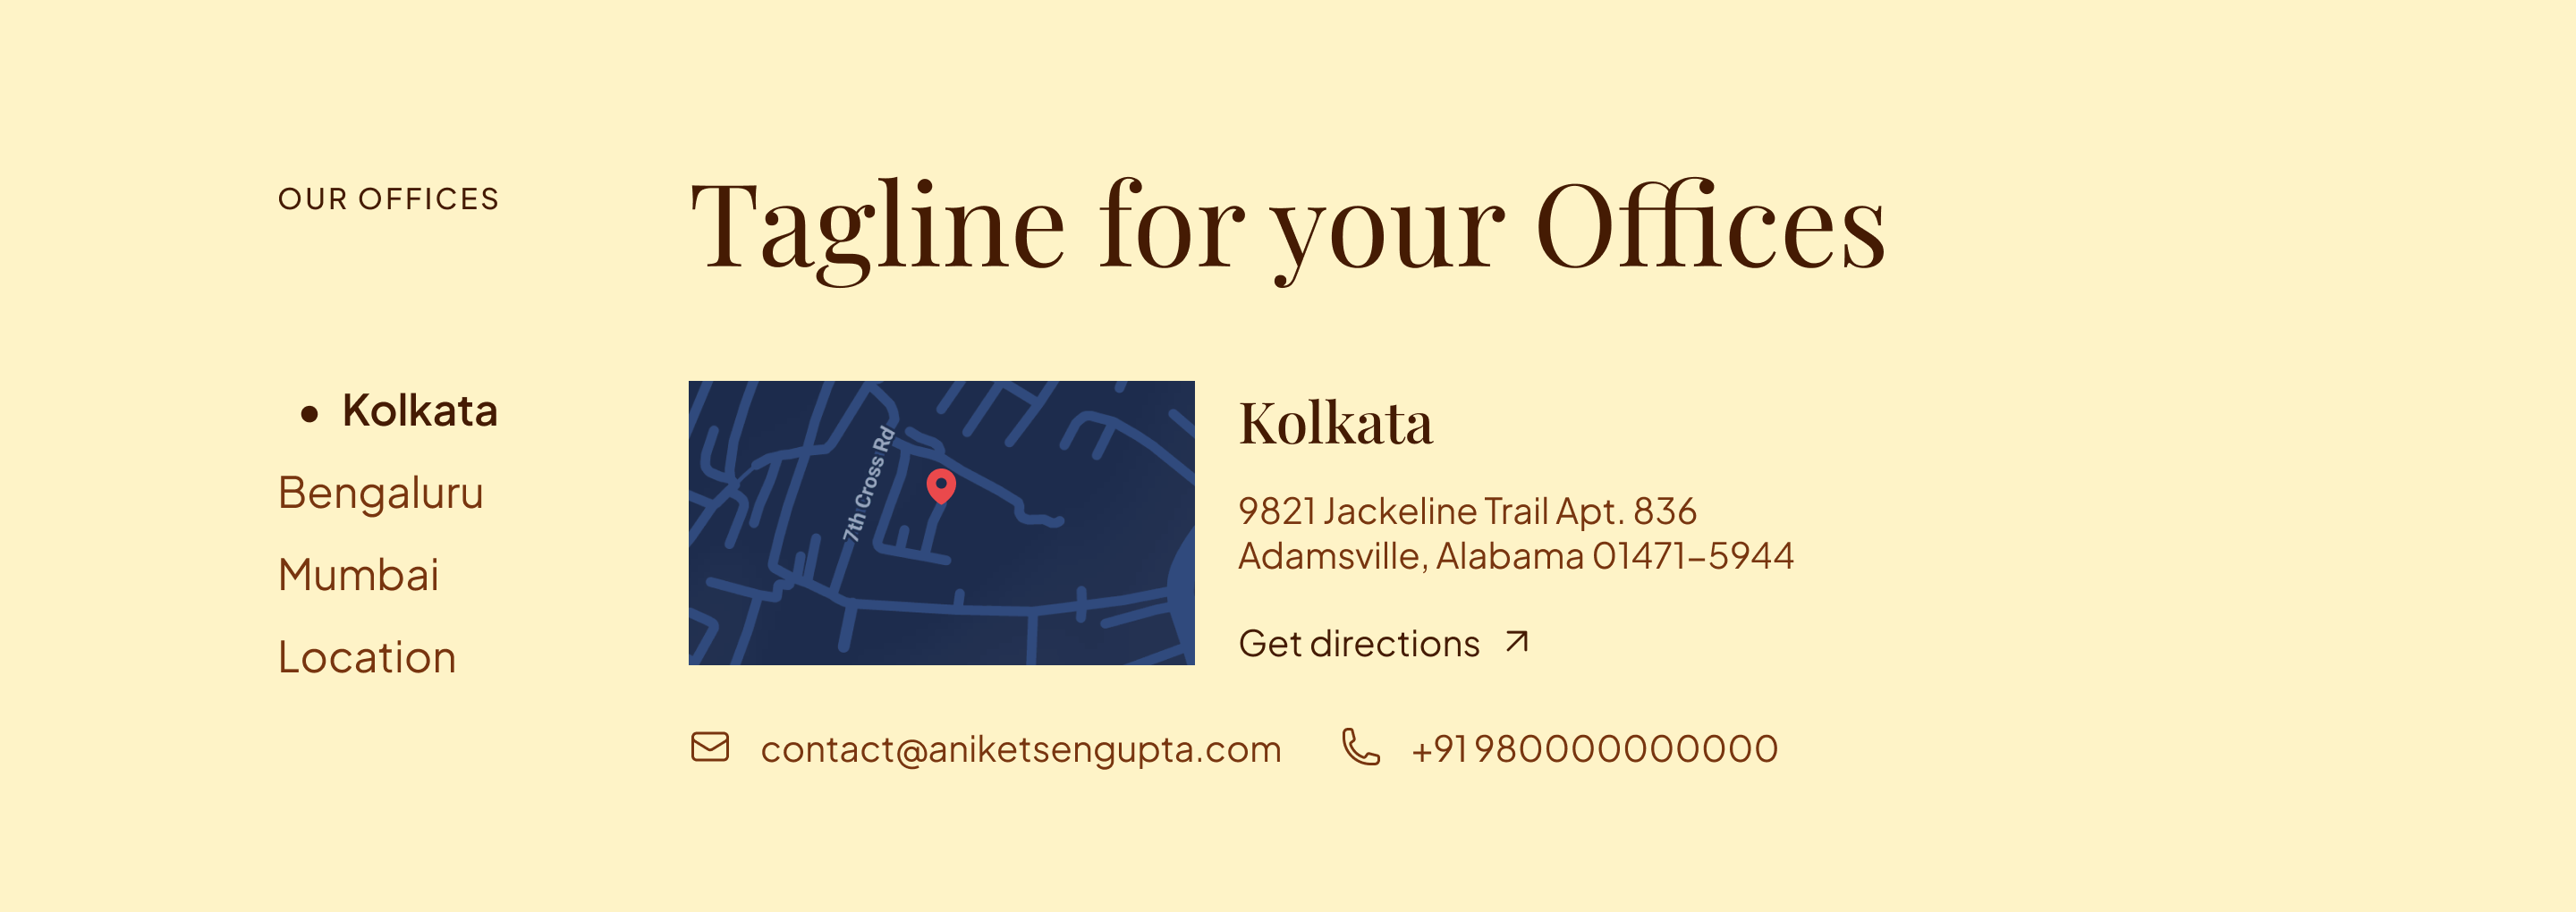 OUR OFFICES
Tagline for your Offices
• Kolkata
Bengaluru
Mumbai
Location
7th Cross Rd
Kolkata
9821 Jackeline Trail Apt. 836
Adamsville, Alabama 01471–5944
Get directions
contact@aniketsengupta.com
+91 980000000000